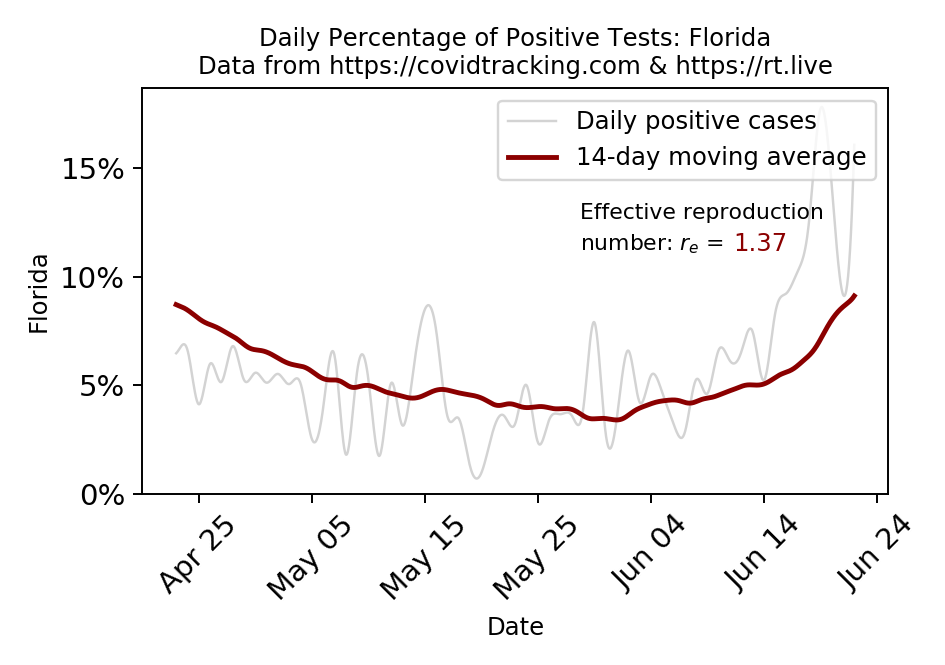 Daily Percentage of Positive Tests: Florida
Data from https://covidtracking.com & https://rt.live
Daily positive cases
14-day moving average
Effective reproduction
number: rₑ = 1.37
15%
10%
5%
0%
Florida
Apr 25
May 05
May 15
May 25
Jun 04
Jun 14
Jun 24
Date